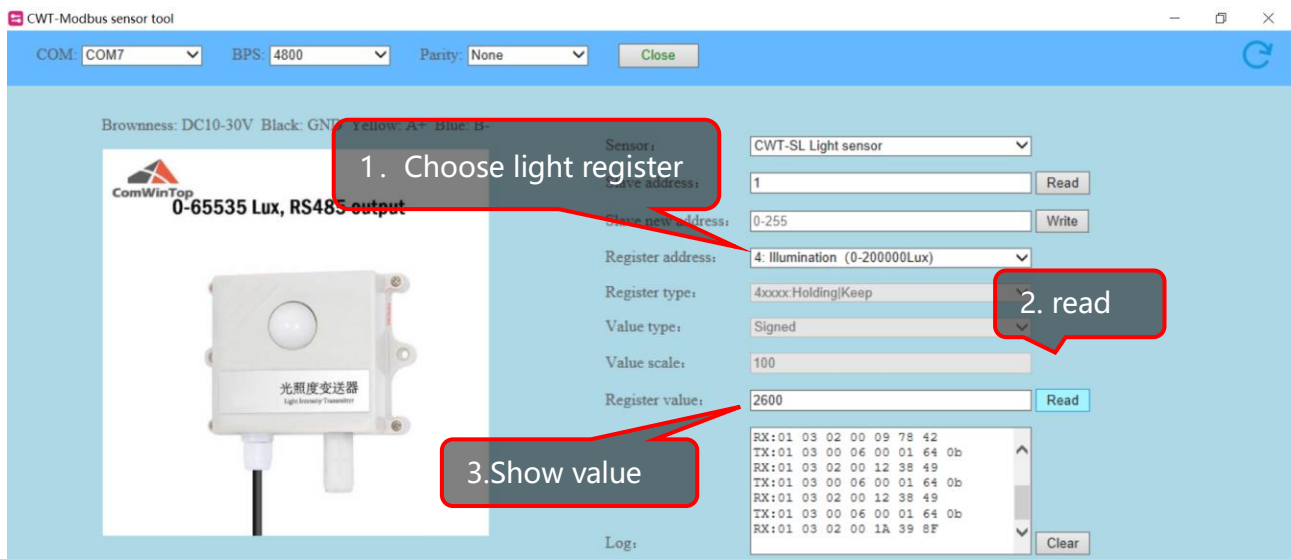 CWT-Modbus sensor tool
COM: COM7 BPS: 4800 Parity: None Close
Brownness: DC10-30V Black: GND Yellow: A+ Blue: B-
1. Choose light register
Sensor: CWT-SL Light sensor
ComWinTop
0-65535 Lux, RS485 output
Slave address: 1 Read
Slave new address: 0-255 Write
Register address: 4: Illumination (0-200000Lux)
Register type: 4xxxx:Holding|Keep
2. read
Value type: Signed
Value scale: 100
光照度变送器
Light Intensity Transmitter
Register value: 2600 Read
3.Show value
RX:01 03 02 00 09 78 42
TX:01 03 00 06 00 01 64 0b
RX:01 03 02 00 12 38 49
TX:01 03 00 06 00 01 64 0b
RX:01 03 02 00 12 38 49
TX:01 03 00 06 00 01 64 0b
RX:01 03 02 00 1A 39 8F
Log: Clear